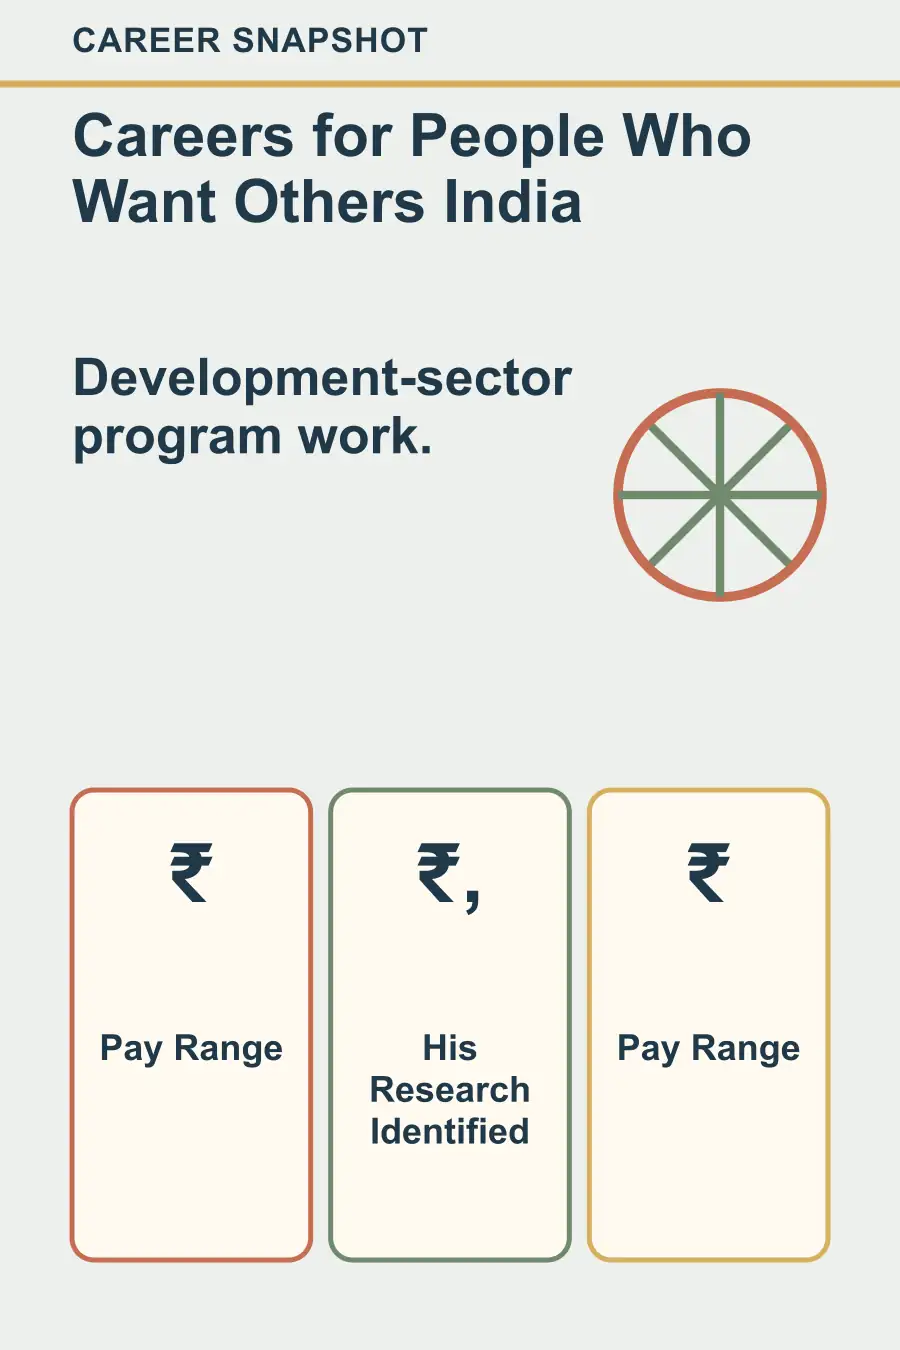 CAREER SNAPSHOT
Careers for People Who
Want Others India
Development-sector
program work.
₹
Pay Range
₹,
His
Research
Identified
₹
Pay Range